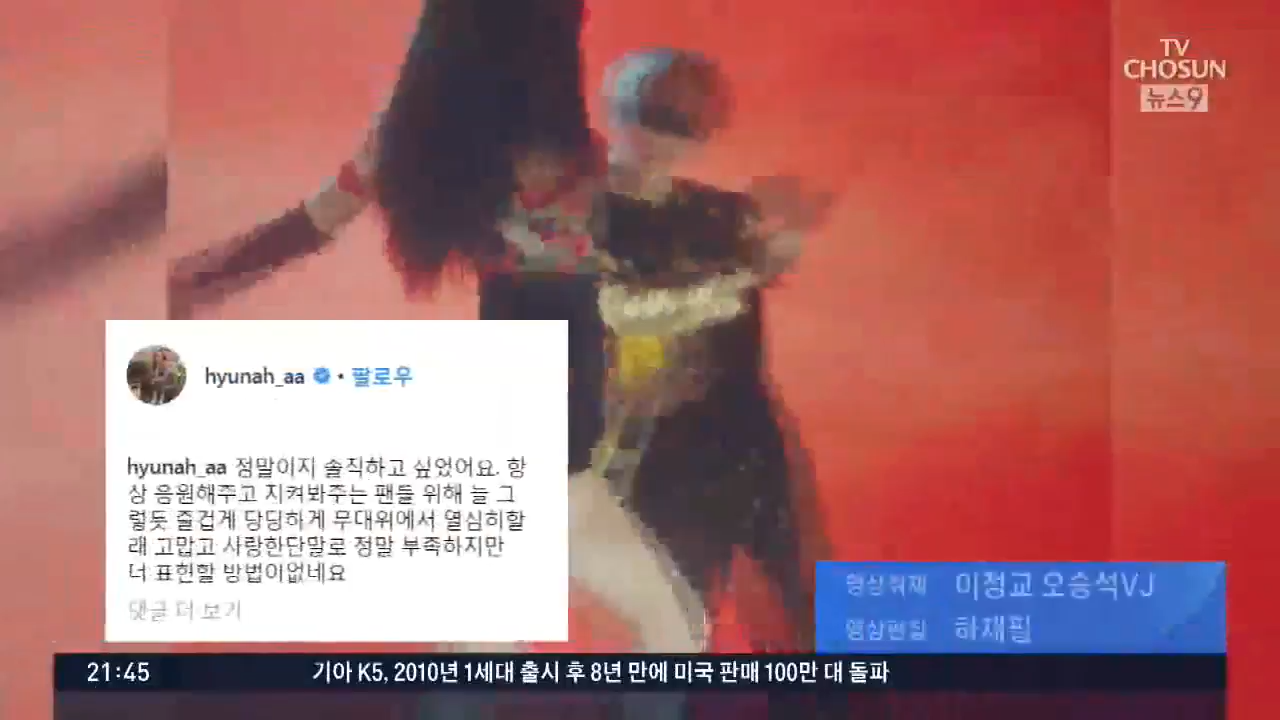 TV
CHOSUN
뉴스9
hyunah_aa • 팔로우
hyunah_aa 정말이지 솔직하고 싶었어요. 항
상 응원해주고 지켜봐주는 팬들 위해 늘 그
렇듯 즐겁게 당당하게 무대위에서 열심히할
래 고맙고 사랑한단말로 정말 부족하지만
더 표현할 방법이없네요
댓글 더 보기
영상취재 이정교 오승석VJ
영상편집 하재필
21:45 기아 K5, 2010년 1세대 출시 후 8년 만에 미국 판매 100만 대 돌파